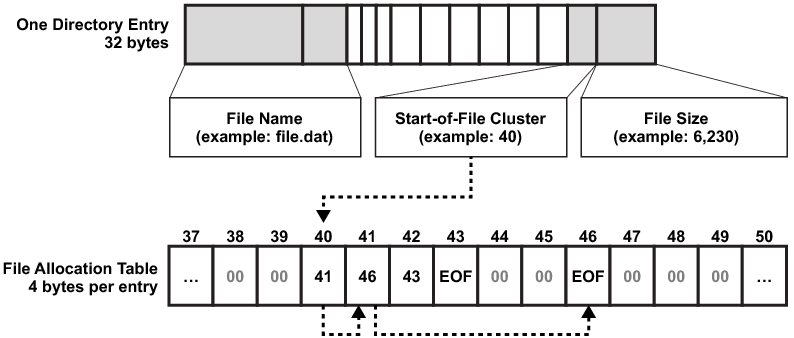 One Directory Entry
32 bytes
File Name
(example: file.dat)
Start-of-File Cluster
(example: 40)
File Size
(example: 6,230)
37 38 39 40 41 42 43 44 45 46 47 48 49 50
File Allocation Table
4 bytes per entry
... 00 00 41 46 43 EOF 00 00 EOF 00 00 00 ...